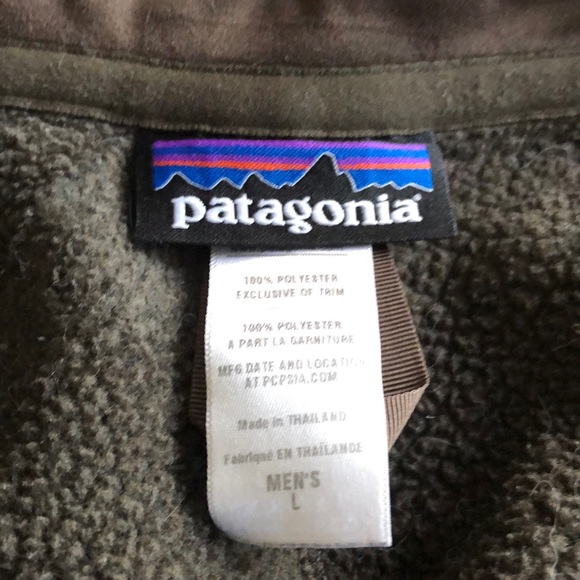 patagonia
100% POLYESTER
EXCLUSIVE OF TRIM
100% POLYESTER
A PART LA GARNITURE
MFG DATE AND LOCATION
AT PCPSIA.COM
Made in THAILAND
Fabriqué EN THAÏLANDE
MEN'S
L